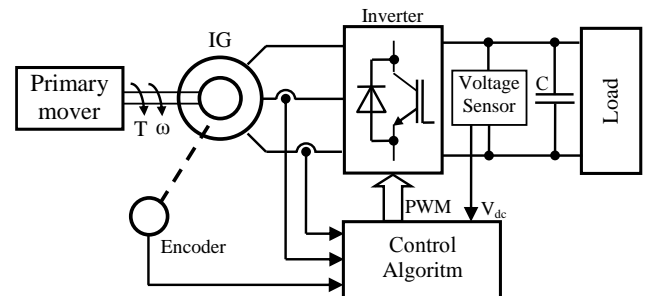 Inverter
IG
Primary
mover
T ω
Voltage
Sensor
C
Load
PWM
V_dc
Encoder
Control
Algoritm